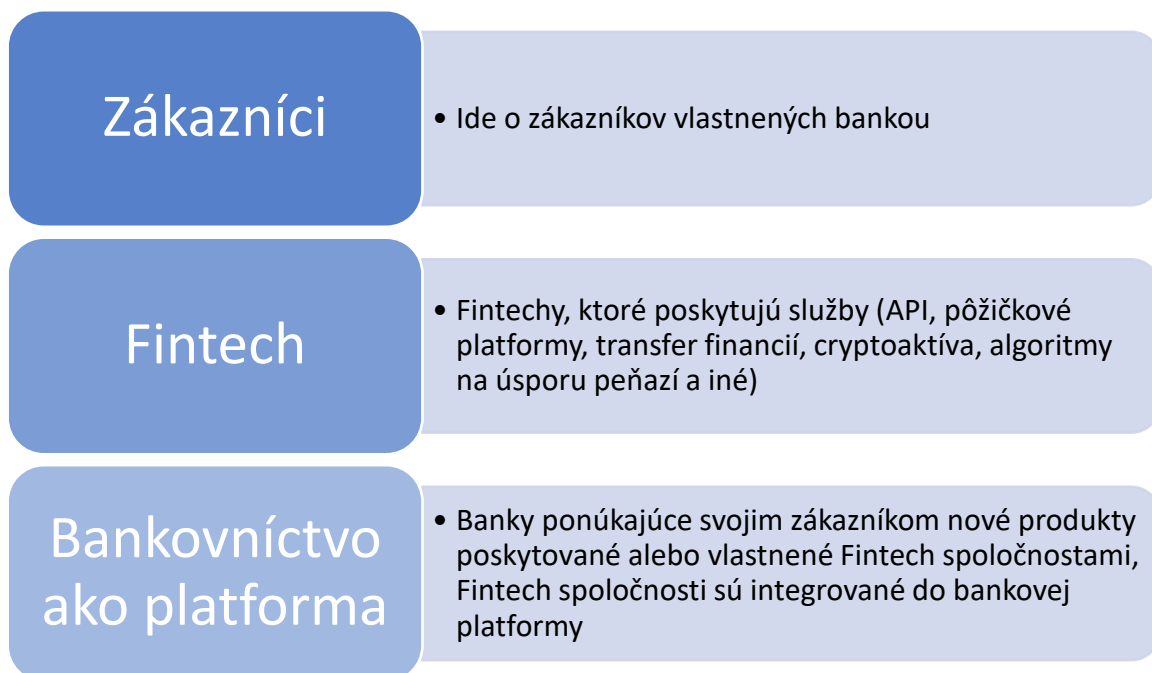 Zákazníci
• Ide o zákazníkov vlastnených bankou
Fintech
• Fintechy, ktoré poskytujú služby (API, pôžičkové
platformy, transfer financií, cryptoaktíva, algoritmy
na úsporu peňazí a iné)
Bankovníctvo
ako platforma
• Banky ponúkajúce svojim zákazníkom nové produkty
poskytované alebo vlastnené Fintech spoločnostami,
Fintech spoločnosti sú integrované do bankovej
platformy